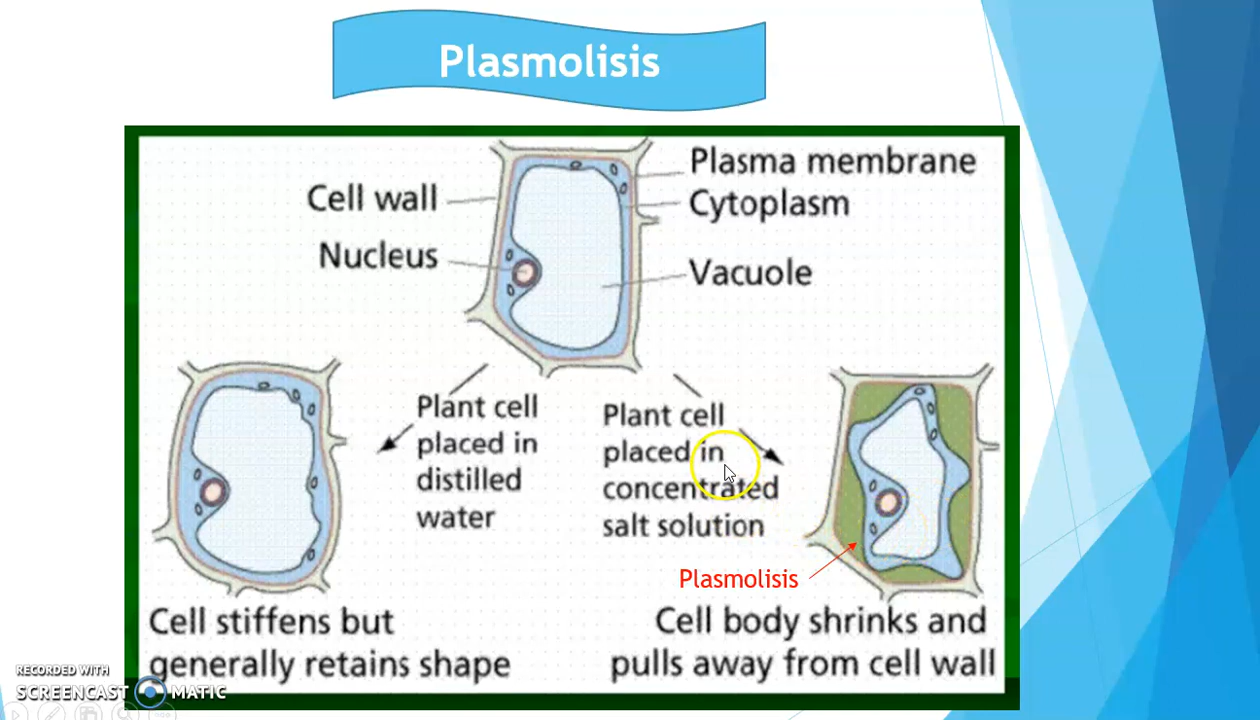 Plasmolisis
Plasma membrane
Cell wall
Cytoplasm
Nucleus
Vacuole
Plant cell
placed in
distilled
water
Plant cell
placed in
concentrated
salt solution
Plasmolisis
Cell stiffens but
generally retains shape
Cell body shrinks and
pulls away from cell wall
RECORDED WITH
SCREENCAST MATIC